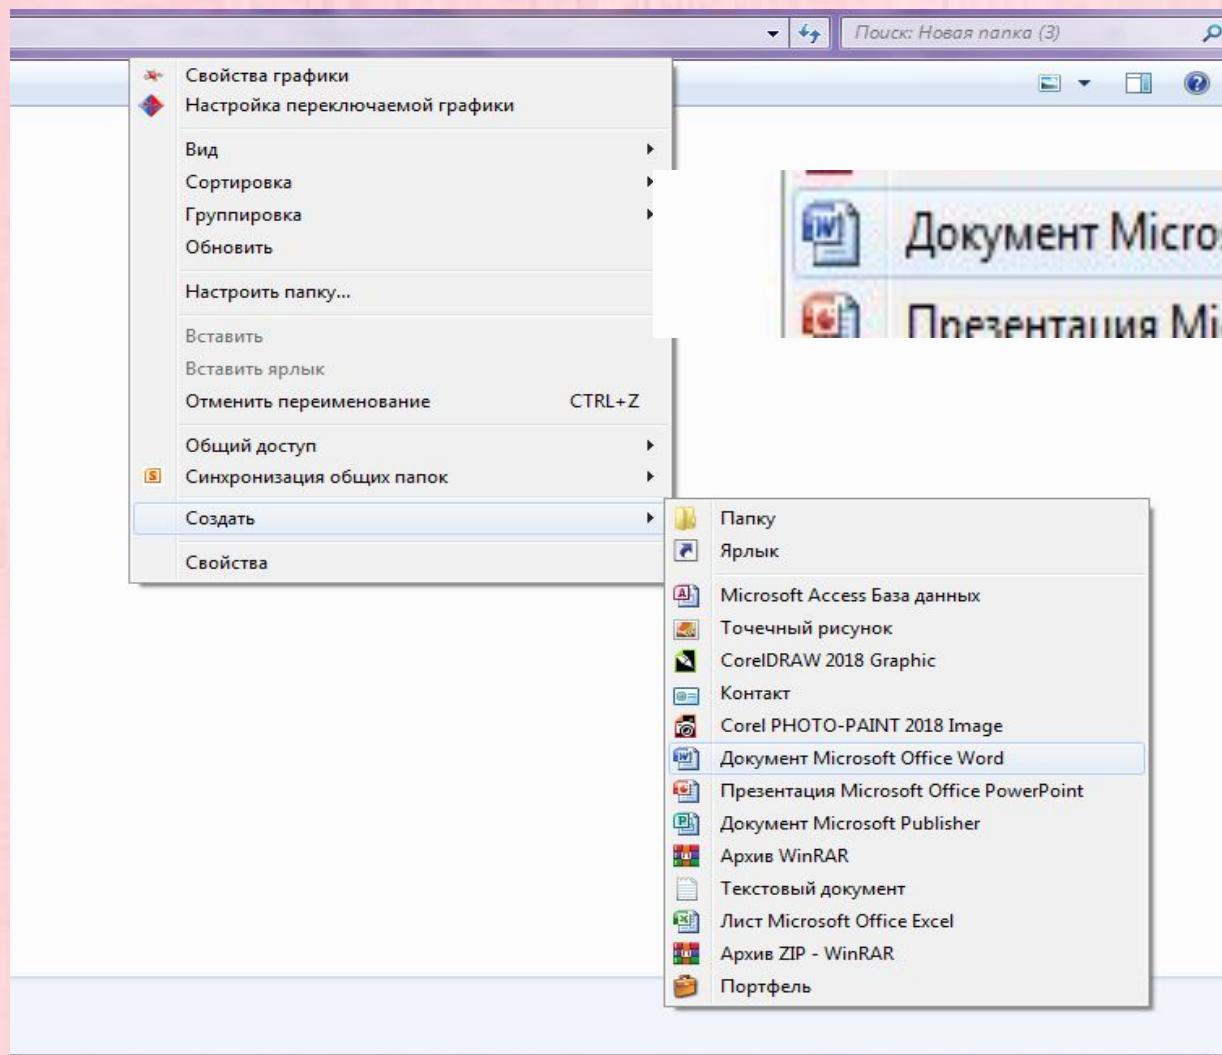 Поиск: Новая папка (3)
Свойства графики
Настройка переключаемой графики
Вид
Сортировка
Группировка
Обновить
Настроить папку...
Вставить
Вставить ярлык
Отменить переименование CTRL+Z
Общий доступ
Синхронизация общих папок
Создать
Свойства
Документ Micros
Презентация Mi
Папку
Ярлык
Microsoft Access База данных
Точечный рисунок
CorelDRAW 2018 Graphic
Контакт
Corel PHOTO-PAINT 2018 Image
Документ Microsoft Office Word
Презентация Microsoft Office PowerPoint
Документ Microsoft Publisher
Архив WinRAR
Текстовый документ
Лист Microsoft Office Excel
Архив ZIP - WinRAR
Портфель